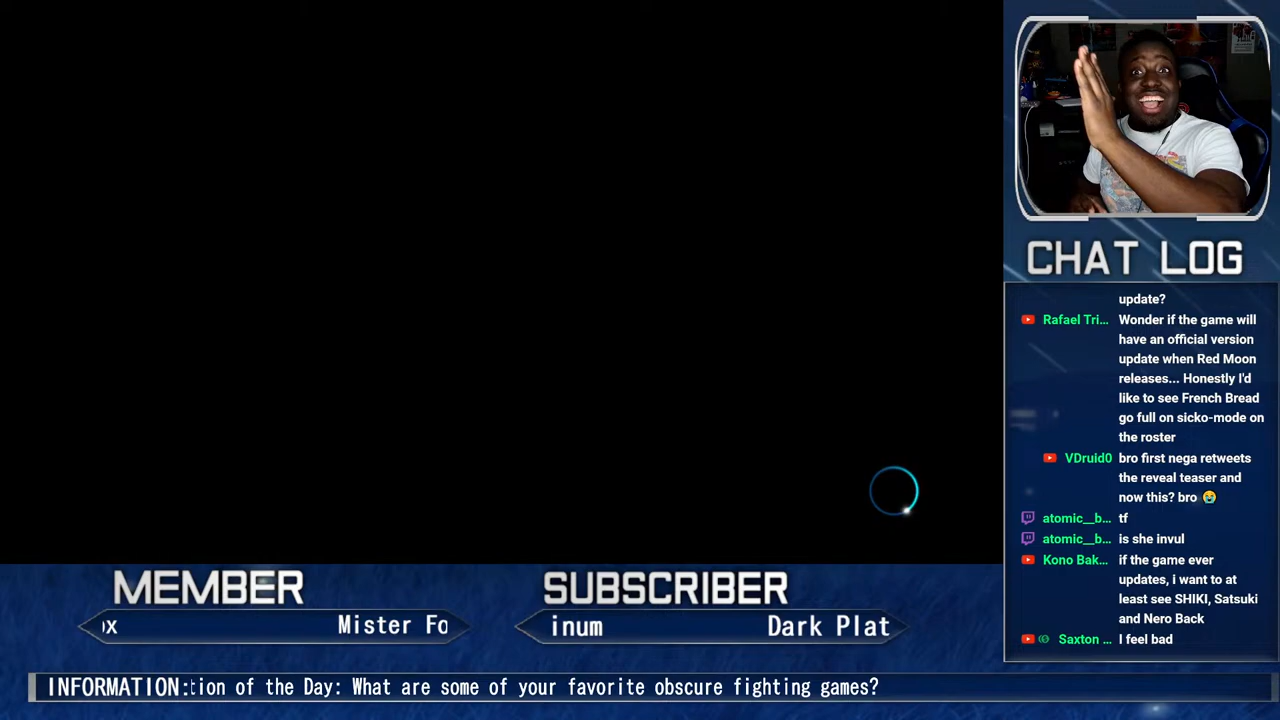 CHAT LOG
update?
Rafael Tri... Wonder if the game will
have an official version
update when Red Moon
releases... Honestly I'd
like to see French Bread
go full on sicko-mode on
the roster
VDruid0 bro first nega retweets
the reveal teaser and
now this? bro 😭
atomic__b... tf
atomic__b... is she invul
Kono Bak... if the game ever
updates, i want to at
least see SHIKI, Satsuki
and Nero Back
Saxton ... I feel bad
MEMBER
x Mister Fo
SUBSCRIBER
inum Dark Plat
INFORMATION: tion of the Day: What are some of your favorite obscure fighting games?